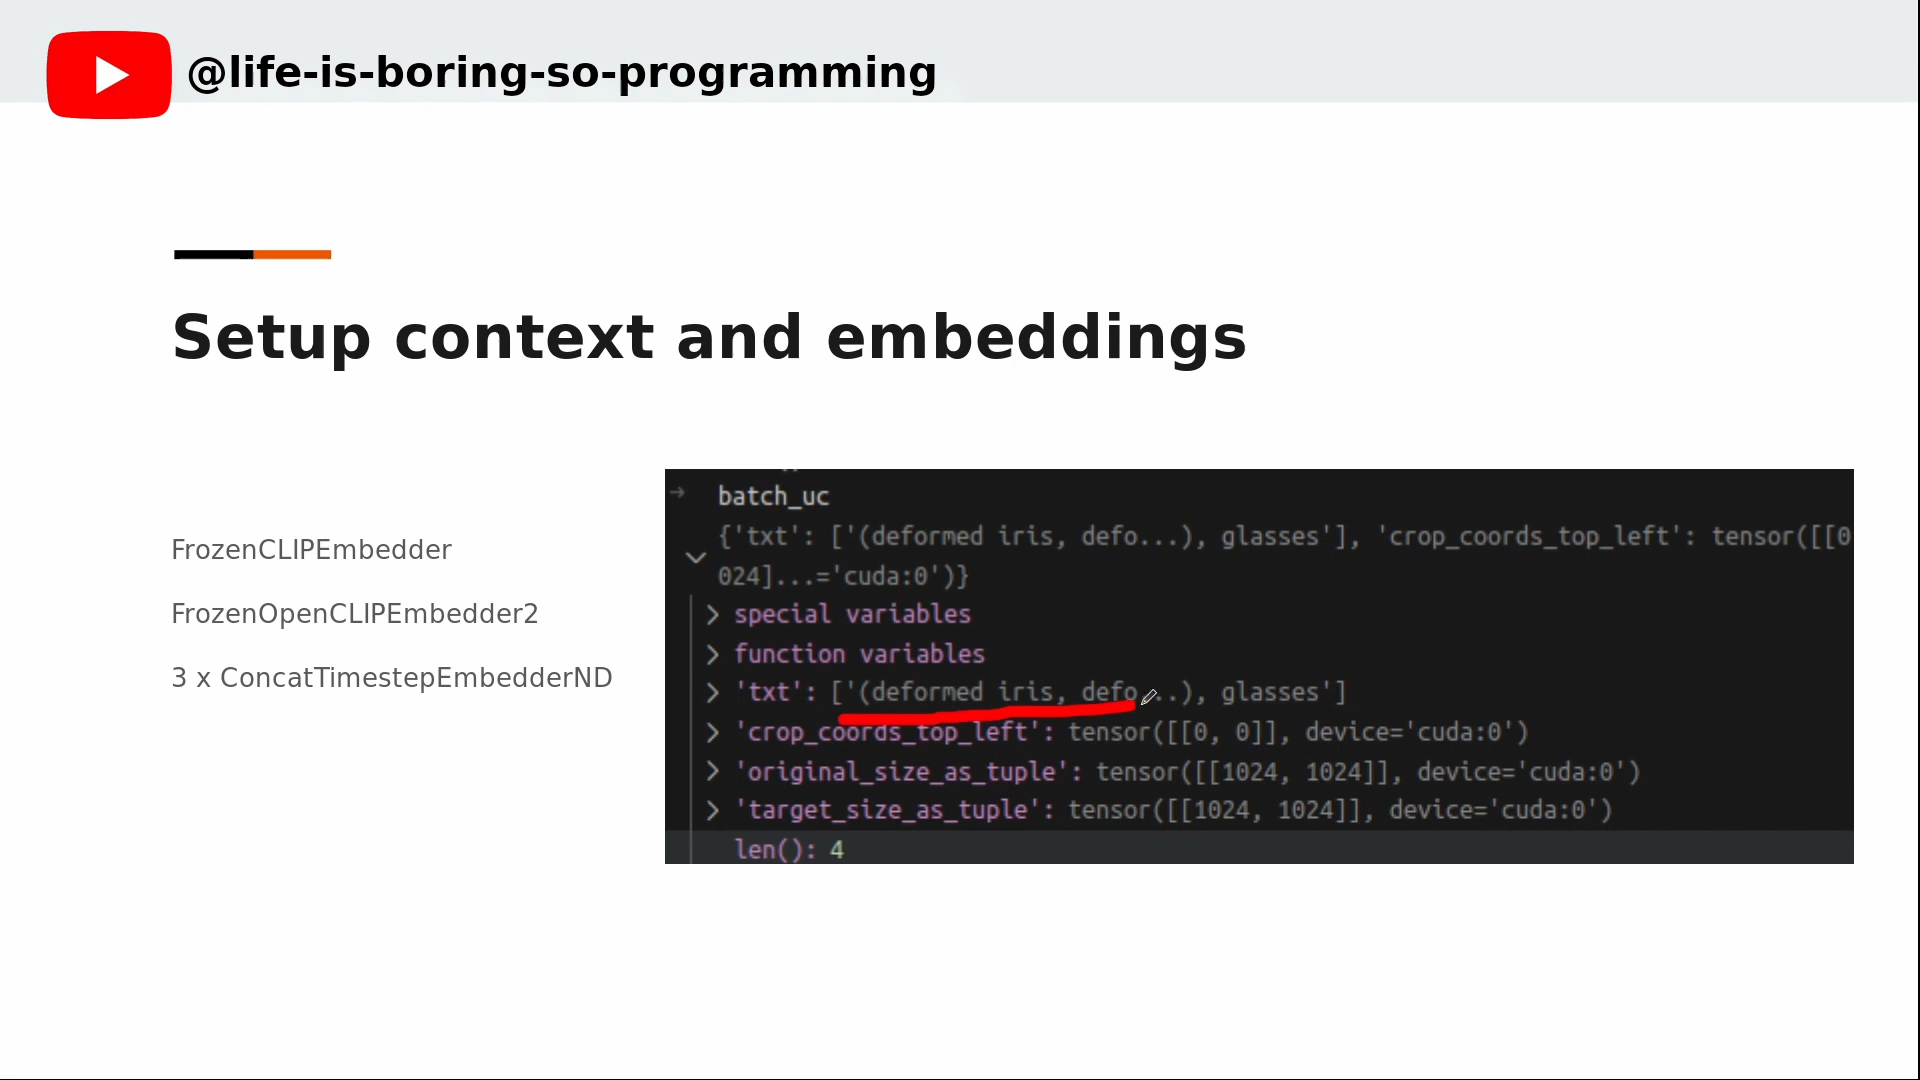 @life-is-boring-so-programming
Setup context and embeddings
FrozenCLIPEmbedder
FrozenOpenCLIPEmbedder2
3 x ConcatTimestepEmbedderND
batch_uc
{'txt': ['(deformed iris, defo...), glasses'], 'crop_coords_top_left': tensor([[0
024]...='cuda:0')}
special variables
function variables
'txt': ['(deformed iris, defo...), glasses']
'crop_coords_top_left': tensor([[0, 0]], device='cuda:0')
'original_size_as_tuple': tensor([[1024, 1024]], device='cuda:0')
'target_size_as_tuple': tensor([[1024, 1024]], device='cuda:0')
len(): 4